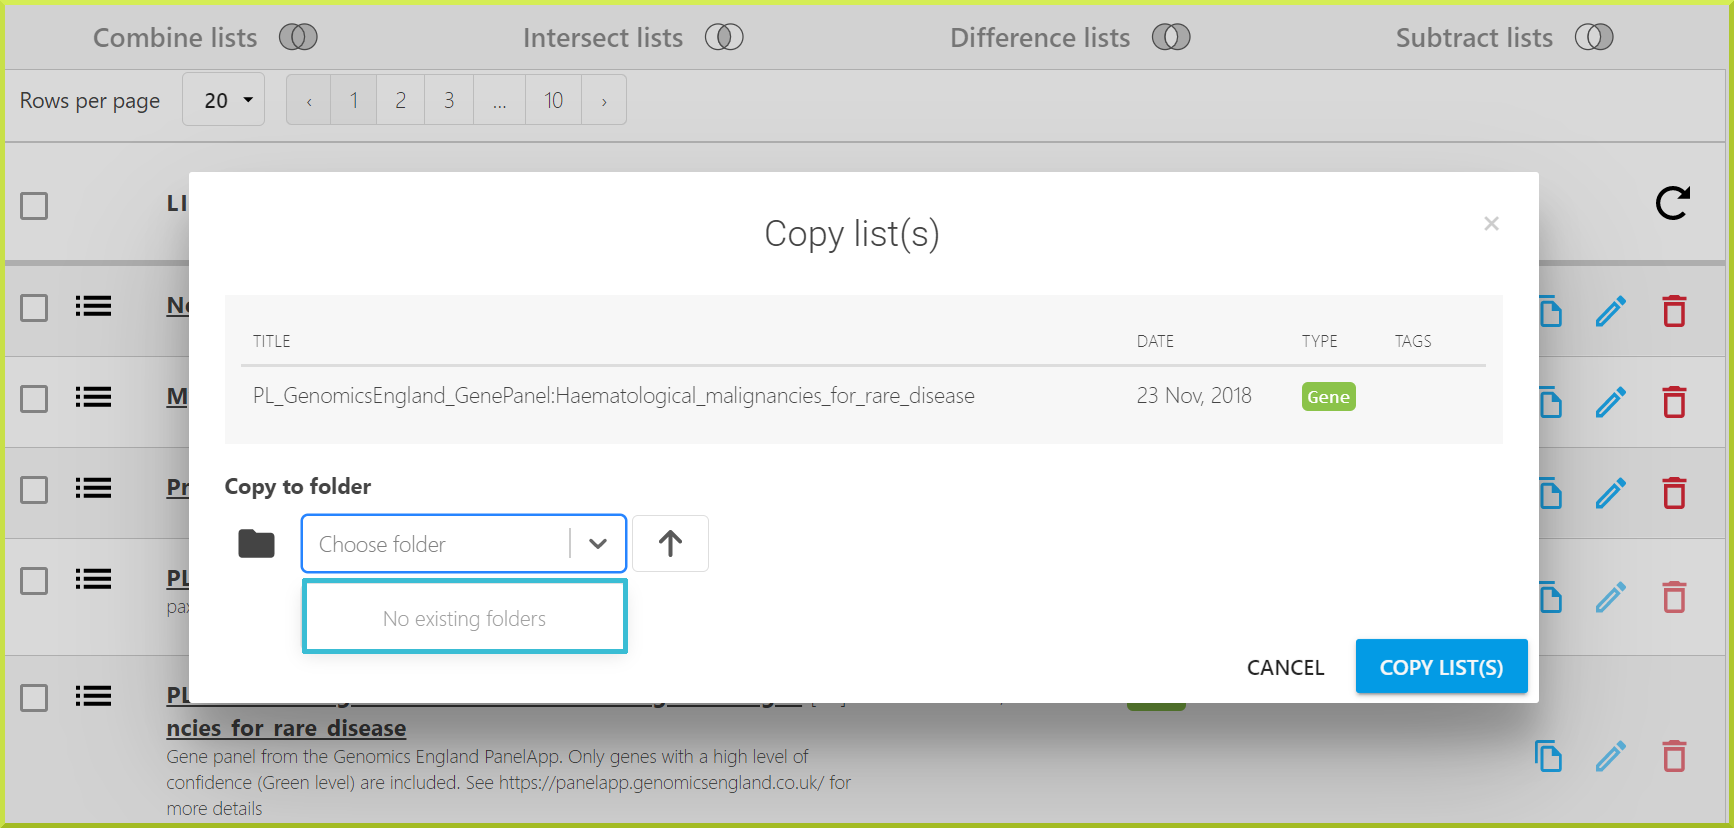 Combine lists
Intersect lists
Difference lists
Subtract lists
Rows per page
20
‹ 1 2 3 ... 10 ›
LI
Copy list(s)
×
TITLE DATE TYPE TAGS
PL_GenomicsEngland_GenePanel:Haematological_malignancies_for_rare_disease 23 Nov, 2018 Gene
Copy to folder
Choose folder
No existing folders
CANCEL
COPY LIST(S)
Pr
PL
PL
ncies_for_rare_disease
Gene panel from the Genomics England PanelApp. Only genes with a high level of
confidence (Green level) are included. See https://panelapp.genomicsengland.co.uk/ for
more details